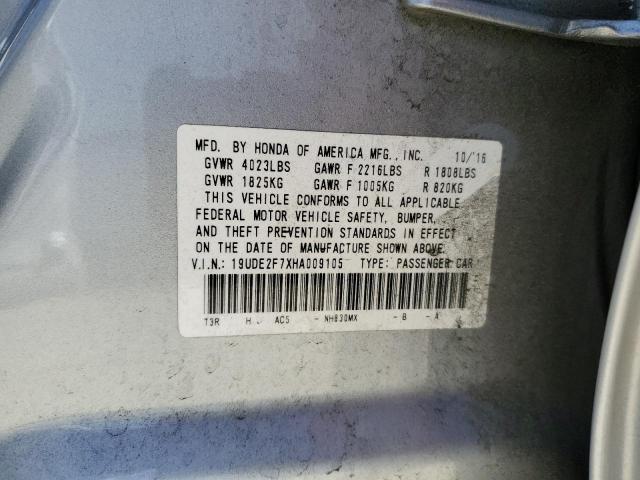 MFD. BY HONDA OF AMERICA MFG., INC. 10/'16
GVWR 4023LBS GAWR F 2216LBS R 1808LBS
GVWR 1825KG GAWR F 1005KG R 820KG
THIS VEHICLE CONFORMS TO ALL APPLICABLE
FEDERAL MOTOR VEHICLE SAFETY, BUMPER,
AND THEFT PREVENTION STANDARDS IN EFFECT
ON THE DATE OF MANUFACTURE SHOWN ABOVE.
V.I.N.: 19UDE2F7XHA009105 TYPE: PASSENGER CAR
T3R AC5 - NH830MX - B - A